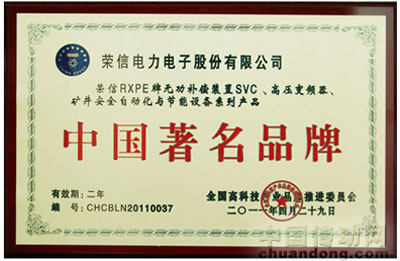 荣信电力电子股份有限公司
荣信RXPE牌无功补偿装置SVC、高压变频器、
矿井安全自动化与节能设备系列产品
中国著名品牌
有效期:二年
编 号:CHCBLN20110037
全国高科技 业品 推进委员会
二〇一一年四月二十九日
中国传动网
chuandong.com